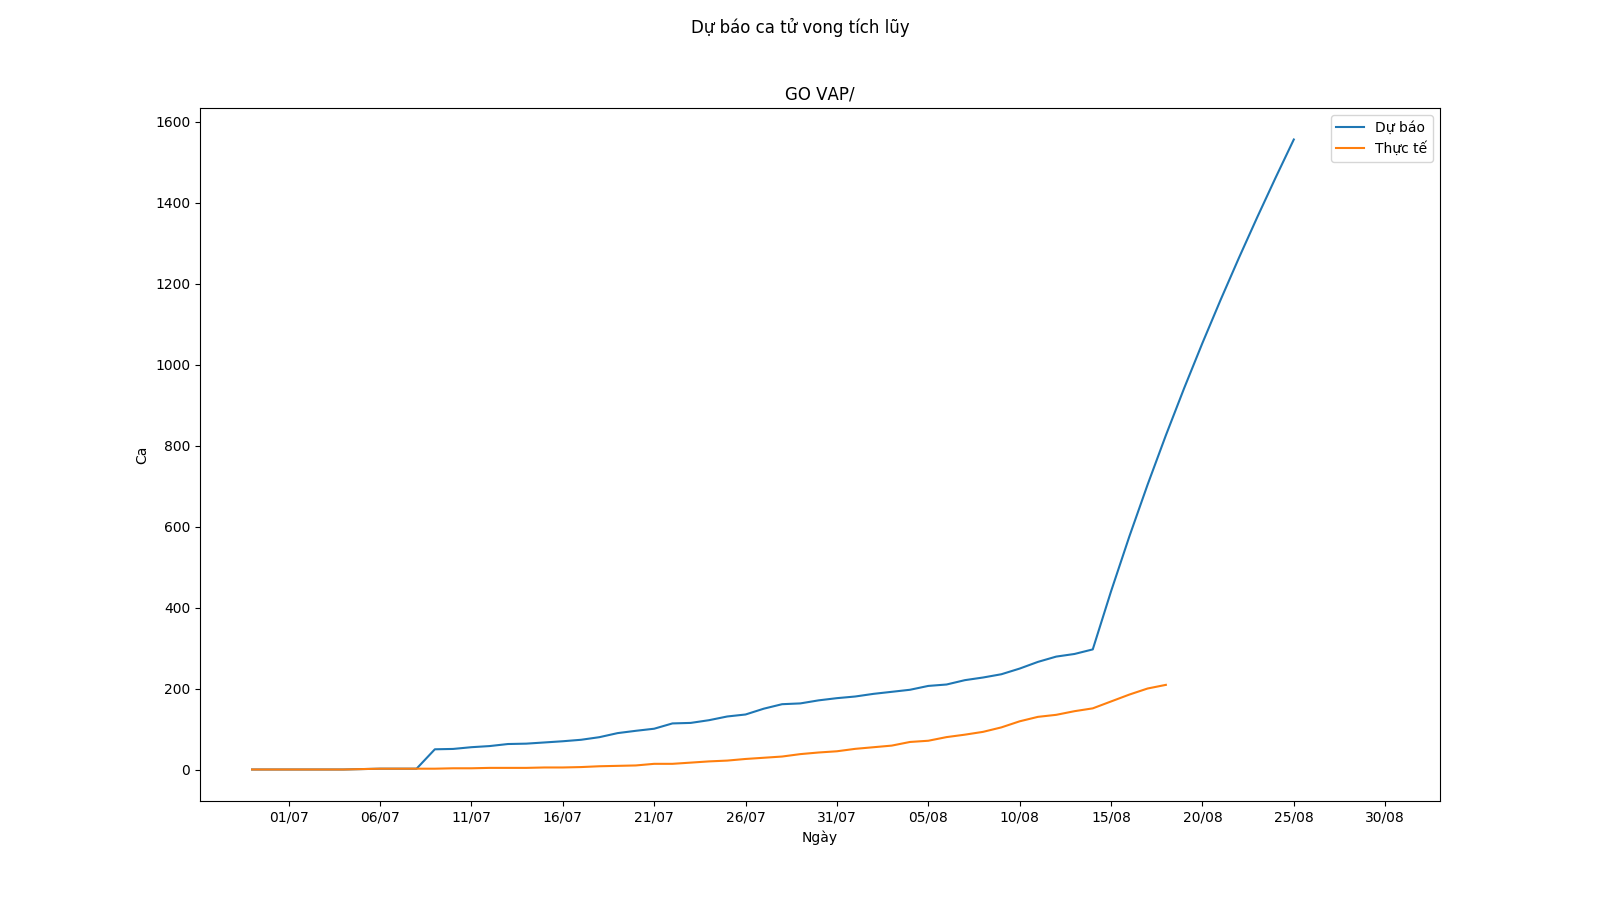 Dự báo ca tử vong tích lũy
GO VAP/
1600
1400
1200
1000
800
600
400
200
0
Ca
Dự báo
Thực tế
01/07 06/07 11/07 16/07 21/07 26/07 31/07 05/08 10/08 15/08 20/08 25/08 30/08
Ngày